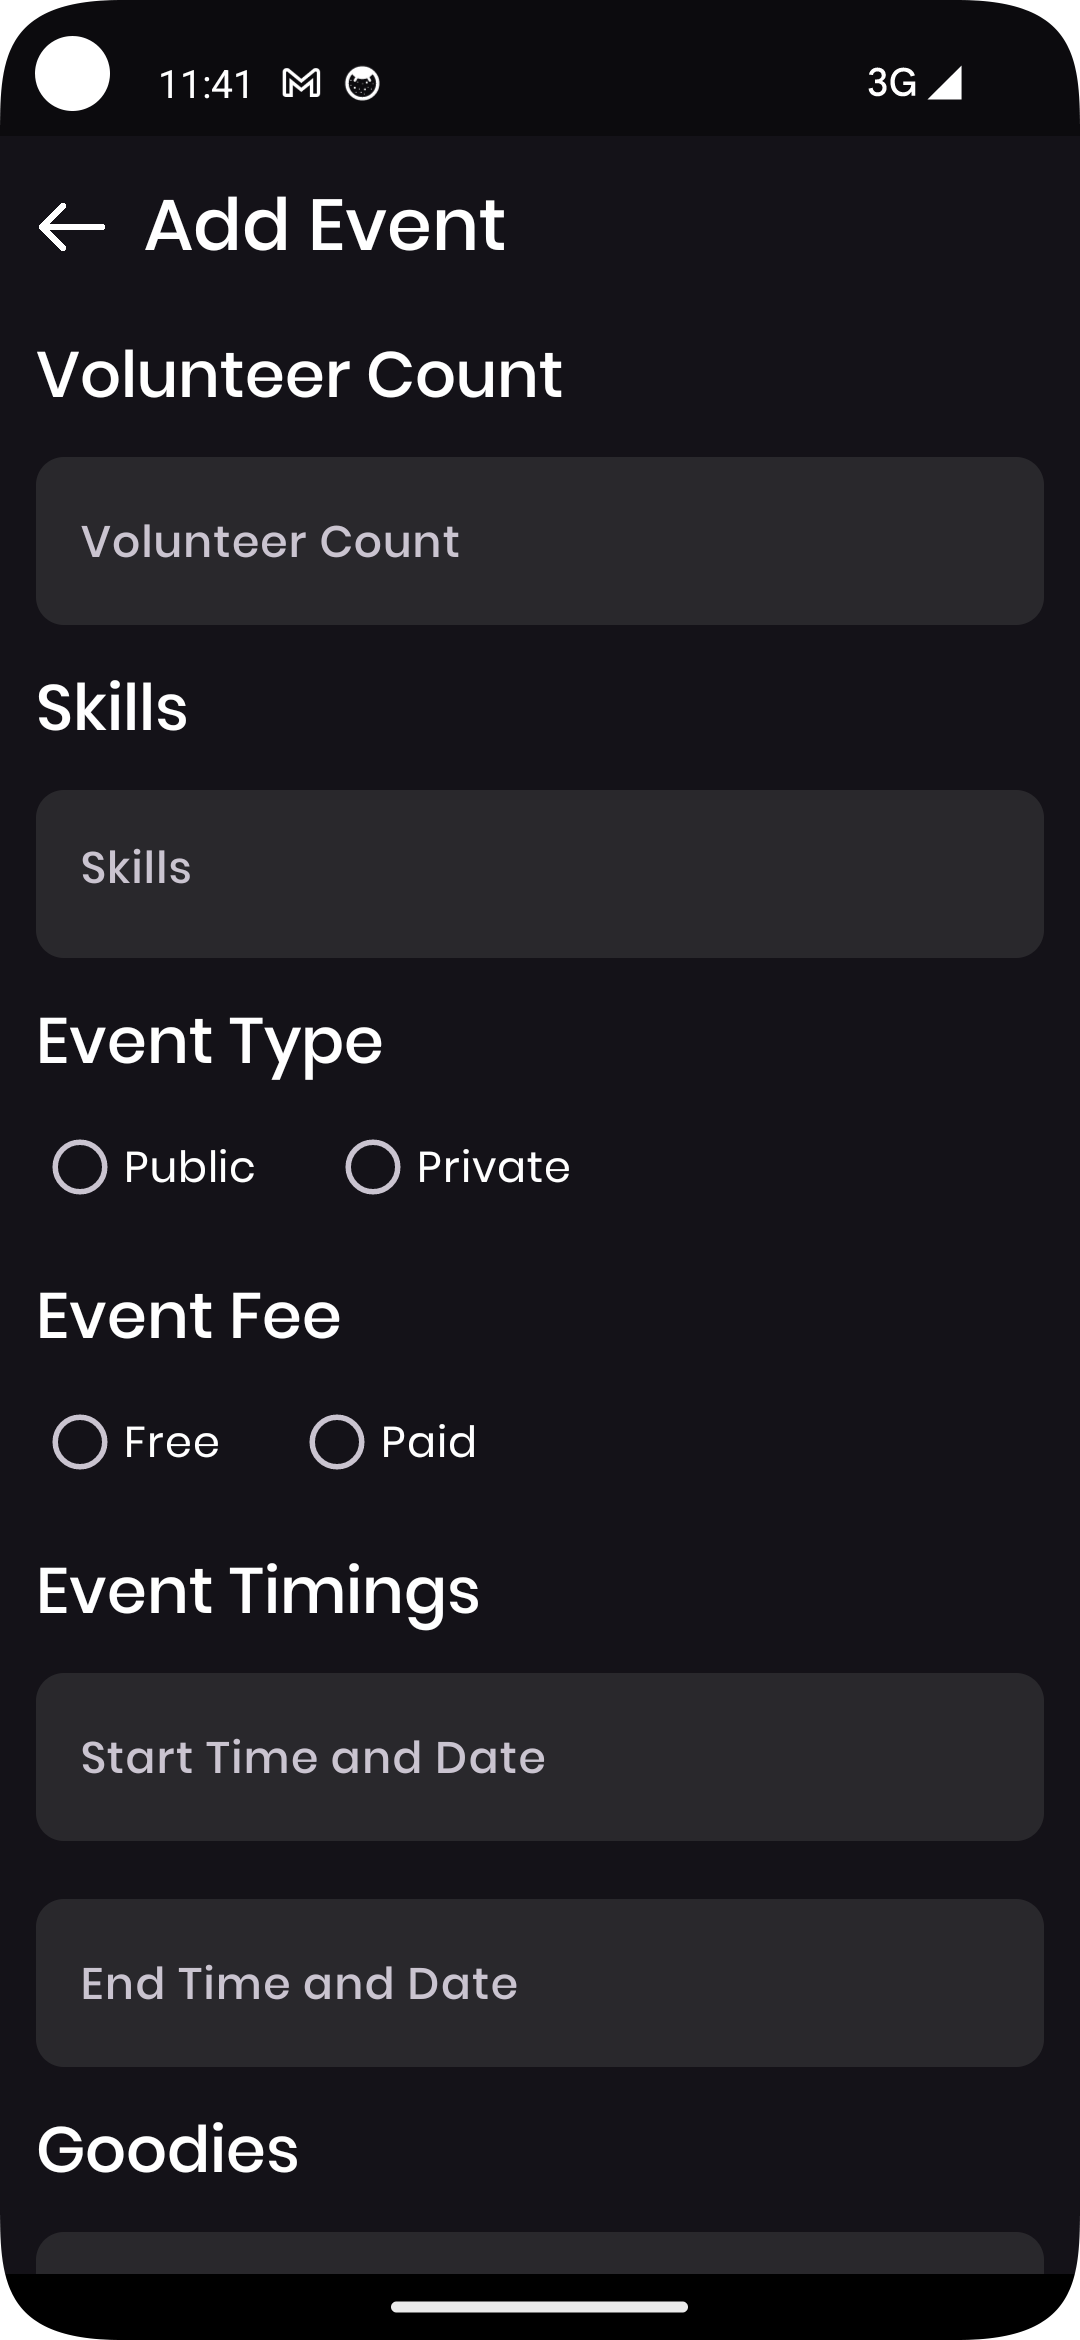 11:41
3G
Add Event
Volunteer Count
Volunteer Count
Skills
Skills
Event Type
Public Private
Event Fee
Free Paid
Event Timings
Start Time and Date
End Time and Date
Goodies